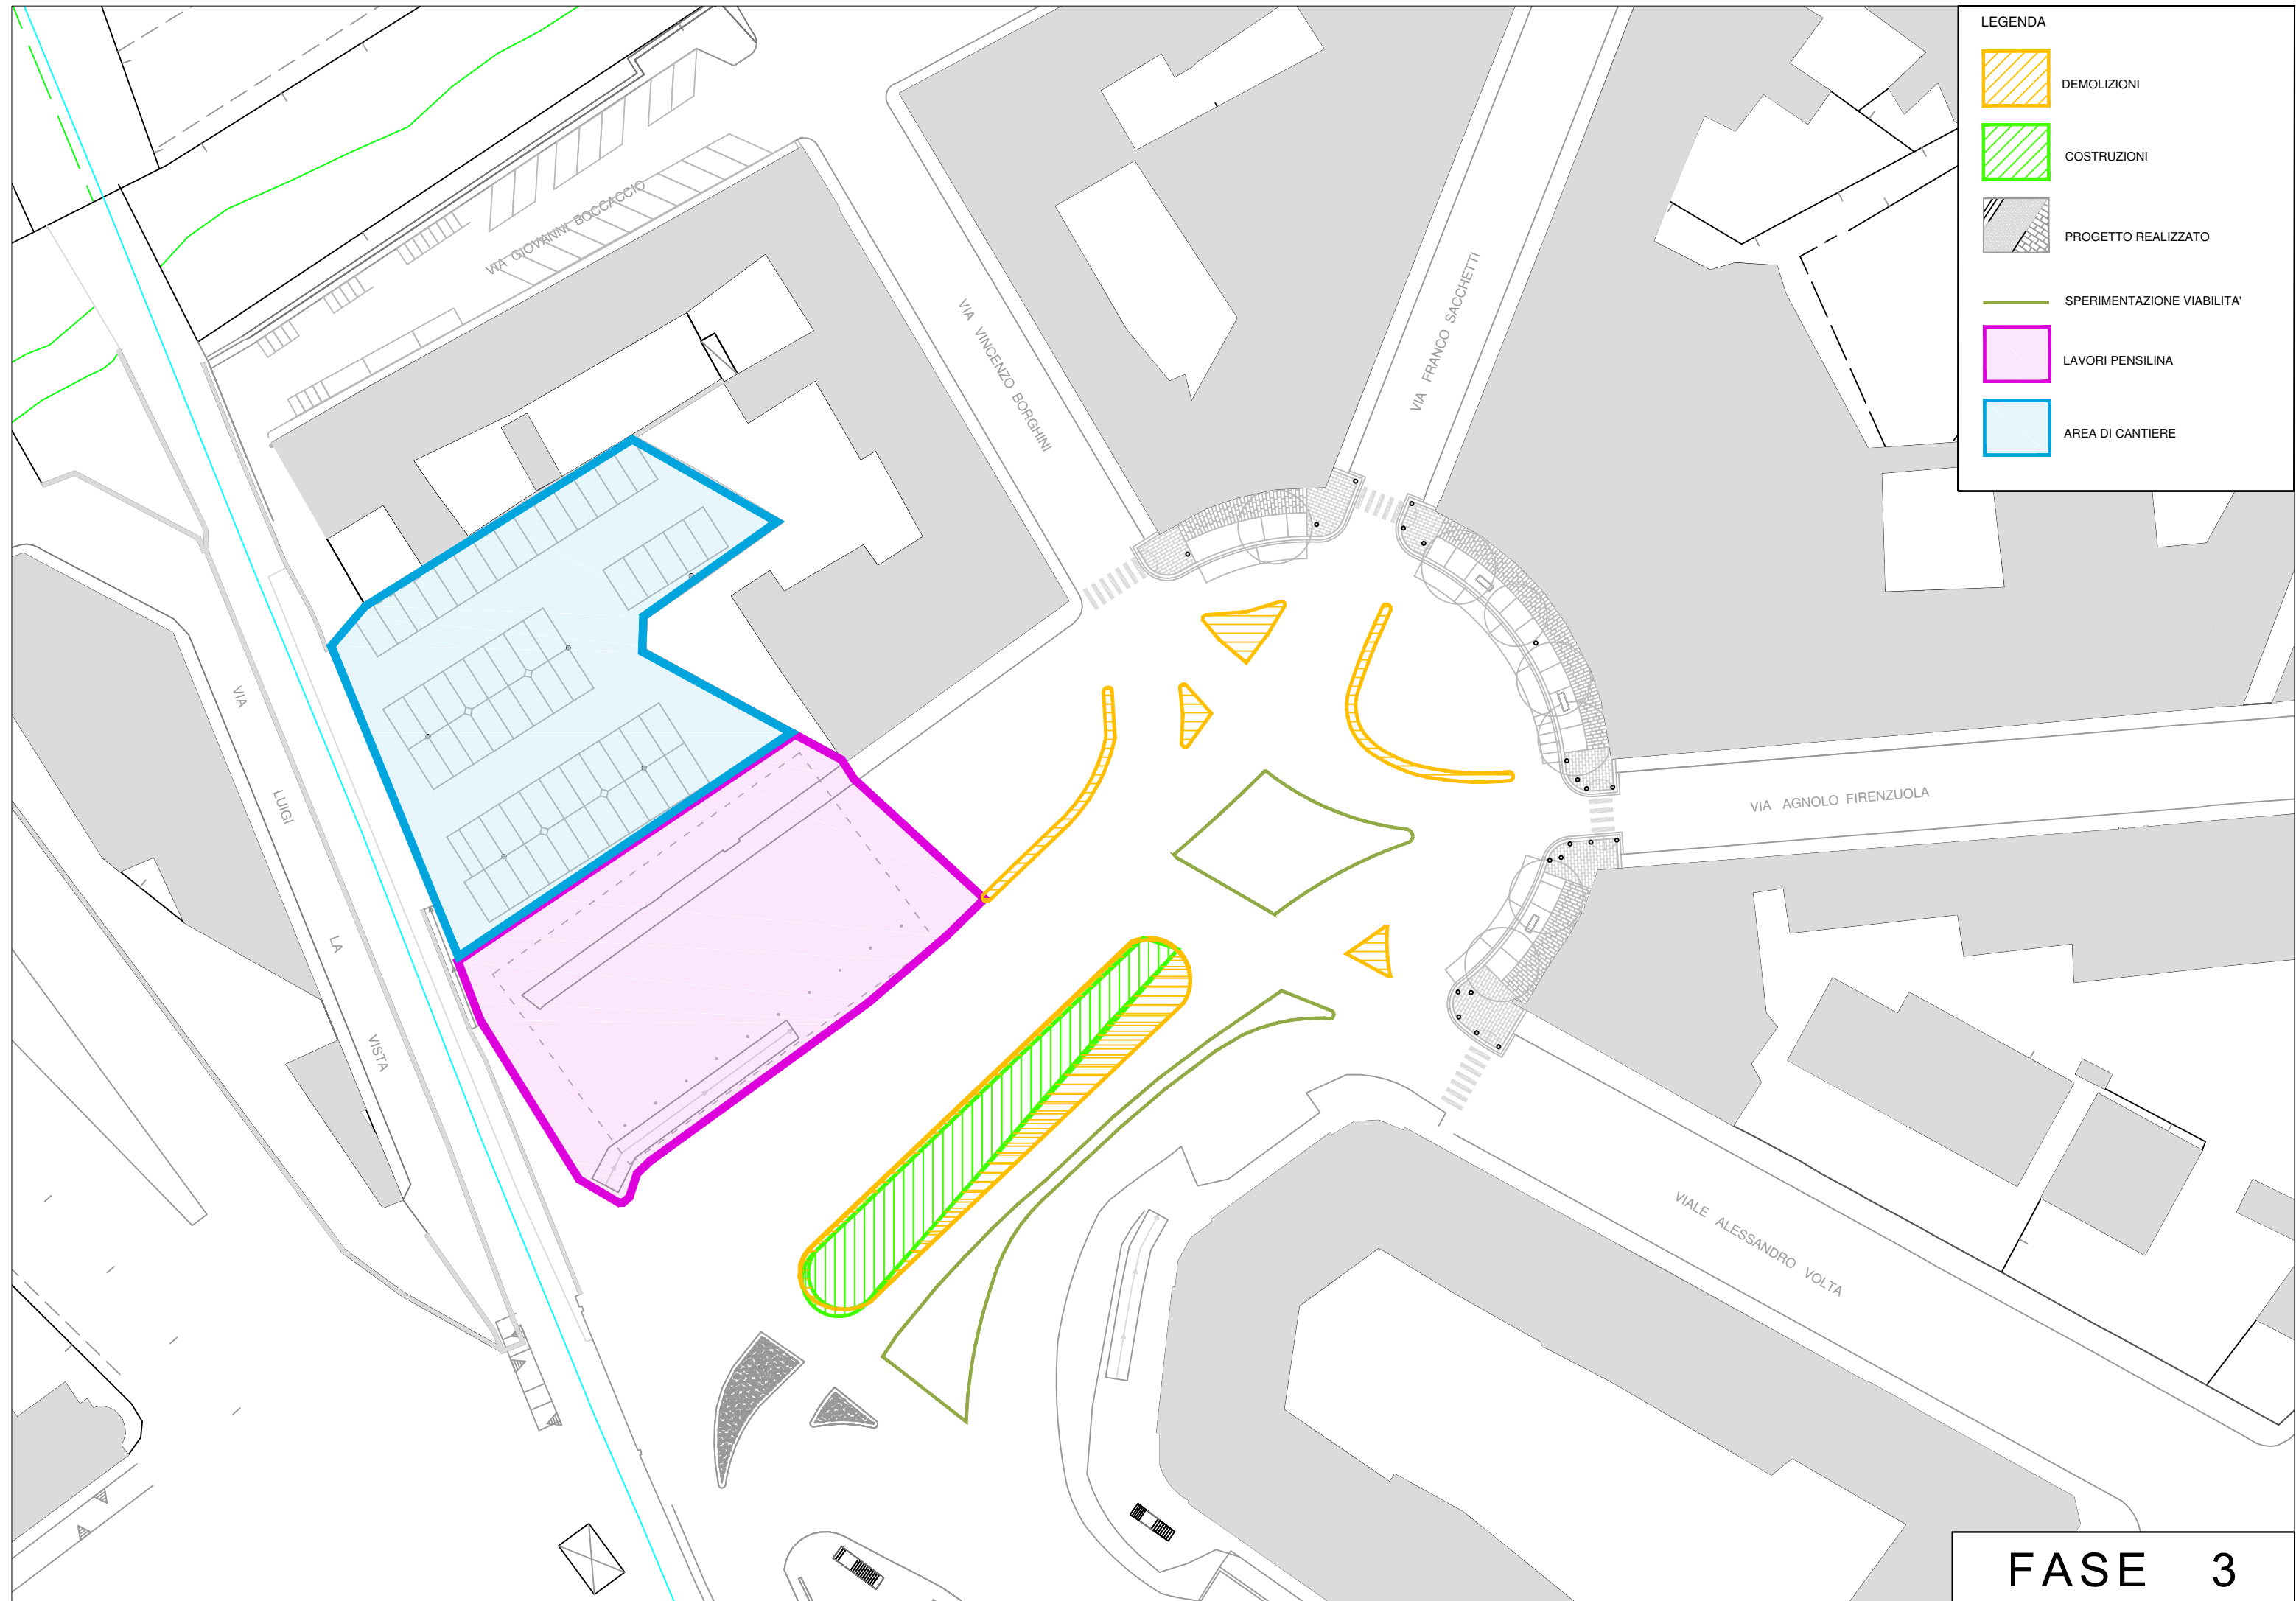 LEGENDA
DEMOLIZIONI
COSTRUZIONI
PROGETTO REALIZZATO
SPERIMENTAZIONE VIABILITA'
LAVORI PENSILINA
AREA DI CANTIERE
VIA GIOVANNI BOCCACCIO
VIA VINCENZO BORGHINI
VIA FRANCO SACCHETTI
VIA AGNOLO FIRENZUOLA
VIA LUIGI LA VISTA
VIALE ALESSANDRO VOLTA
FASE 3